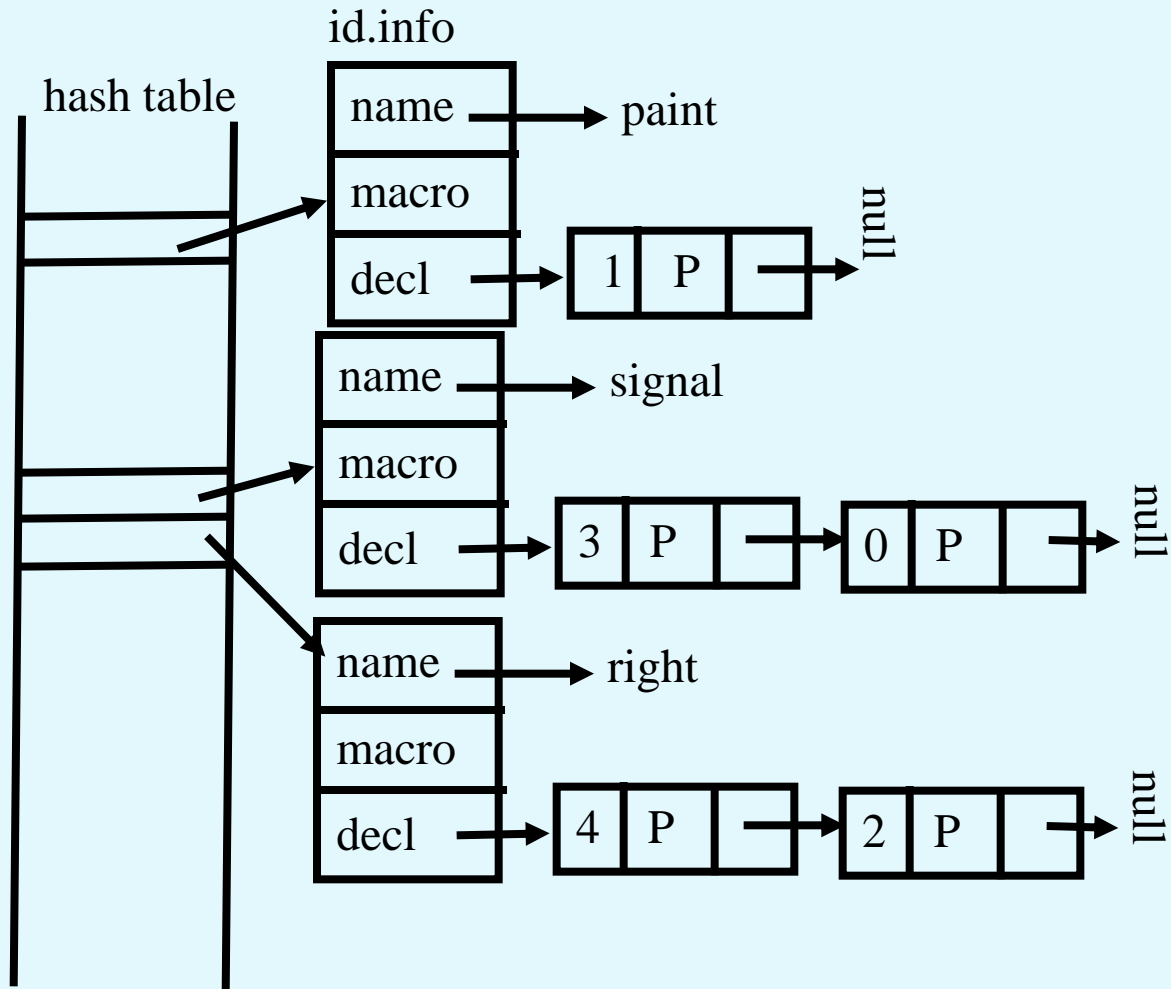 id.info
hash table
name
paint
macro
null
decl
1 P
name
signal
macro
null
decl
3 P
0 P
name
right
macro
null
decl
4 P
2 P